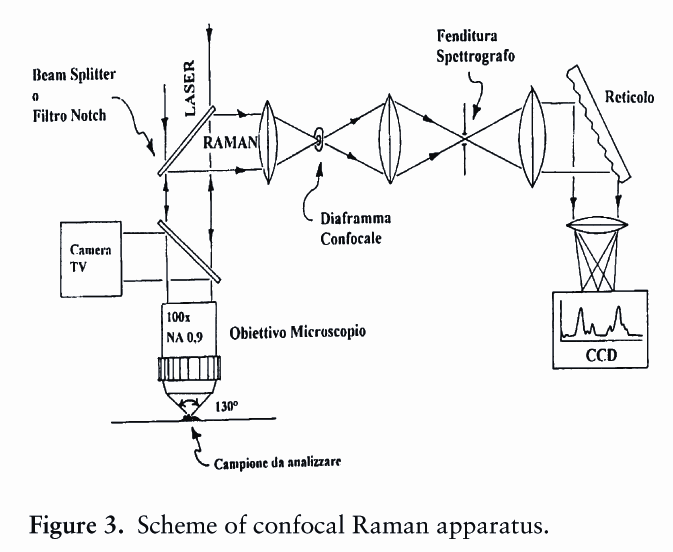 Fenditura
Spettrografo
Beam Splitter
o
Filtro Notch
LASER
Reticolo
RAMAN
Diaframma
Confocale
Camera
TV
100x
NA 0,9
Obiettivo Microscopio
CCD
130°
Campione da analizzare
Figure 3. Scheme of confocal Raman apparatus.